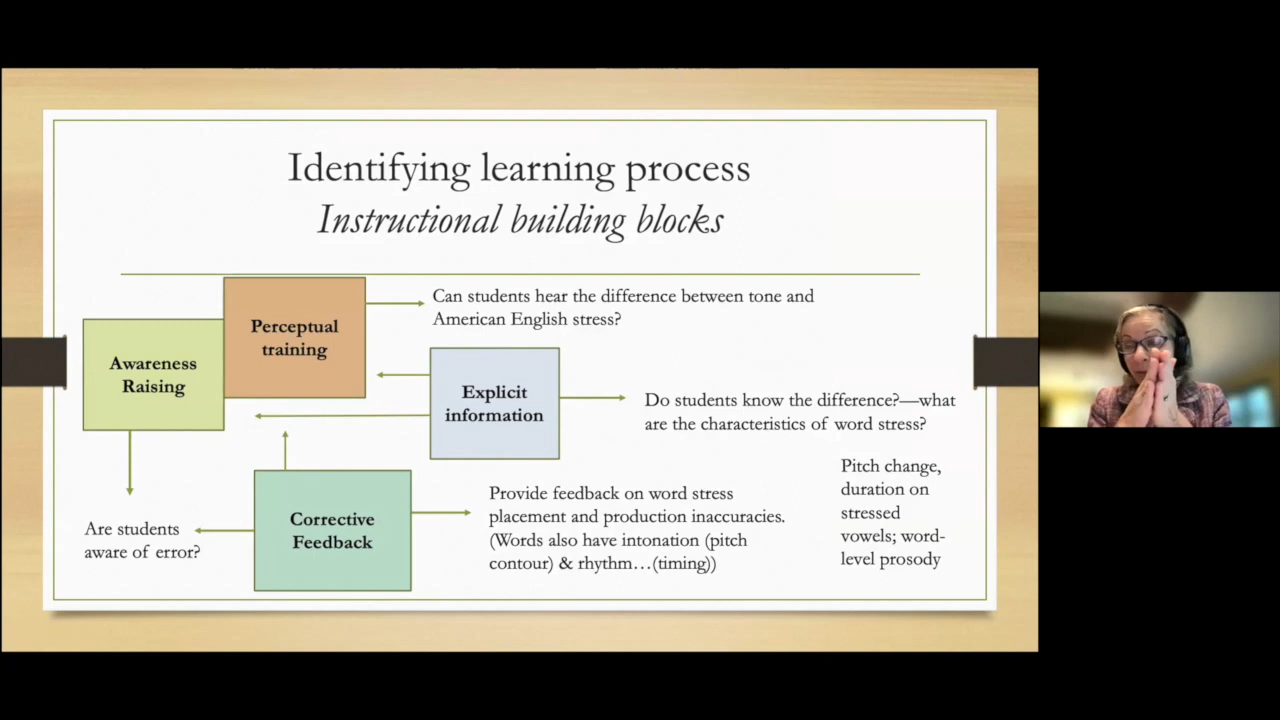 Identifying learning process
Instructional building blocks
Perceptual
training
Can students hear the difference between tone and
American English stress?
Awareness
Raising
Explicit
information
Do students know the difference?—what
are the characteristics of word stress?
Pitch change,
duration on
stressed
vowels; word-
level prosody
Corrective
Feedback
Provide feedback on word stress
placement and production inaccuracies.
(Words also have intonation (pitch
contour) & rhythm…(timing))
Are students
aware of error?